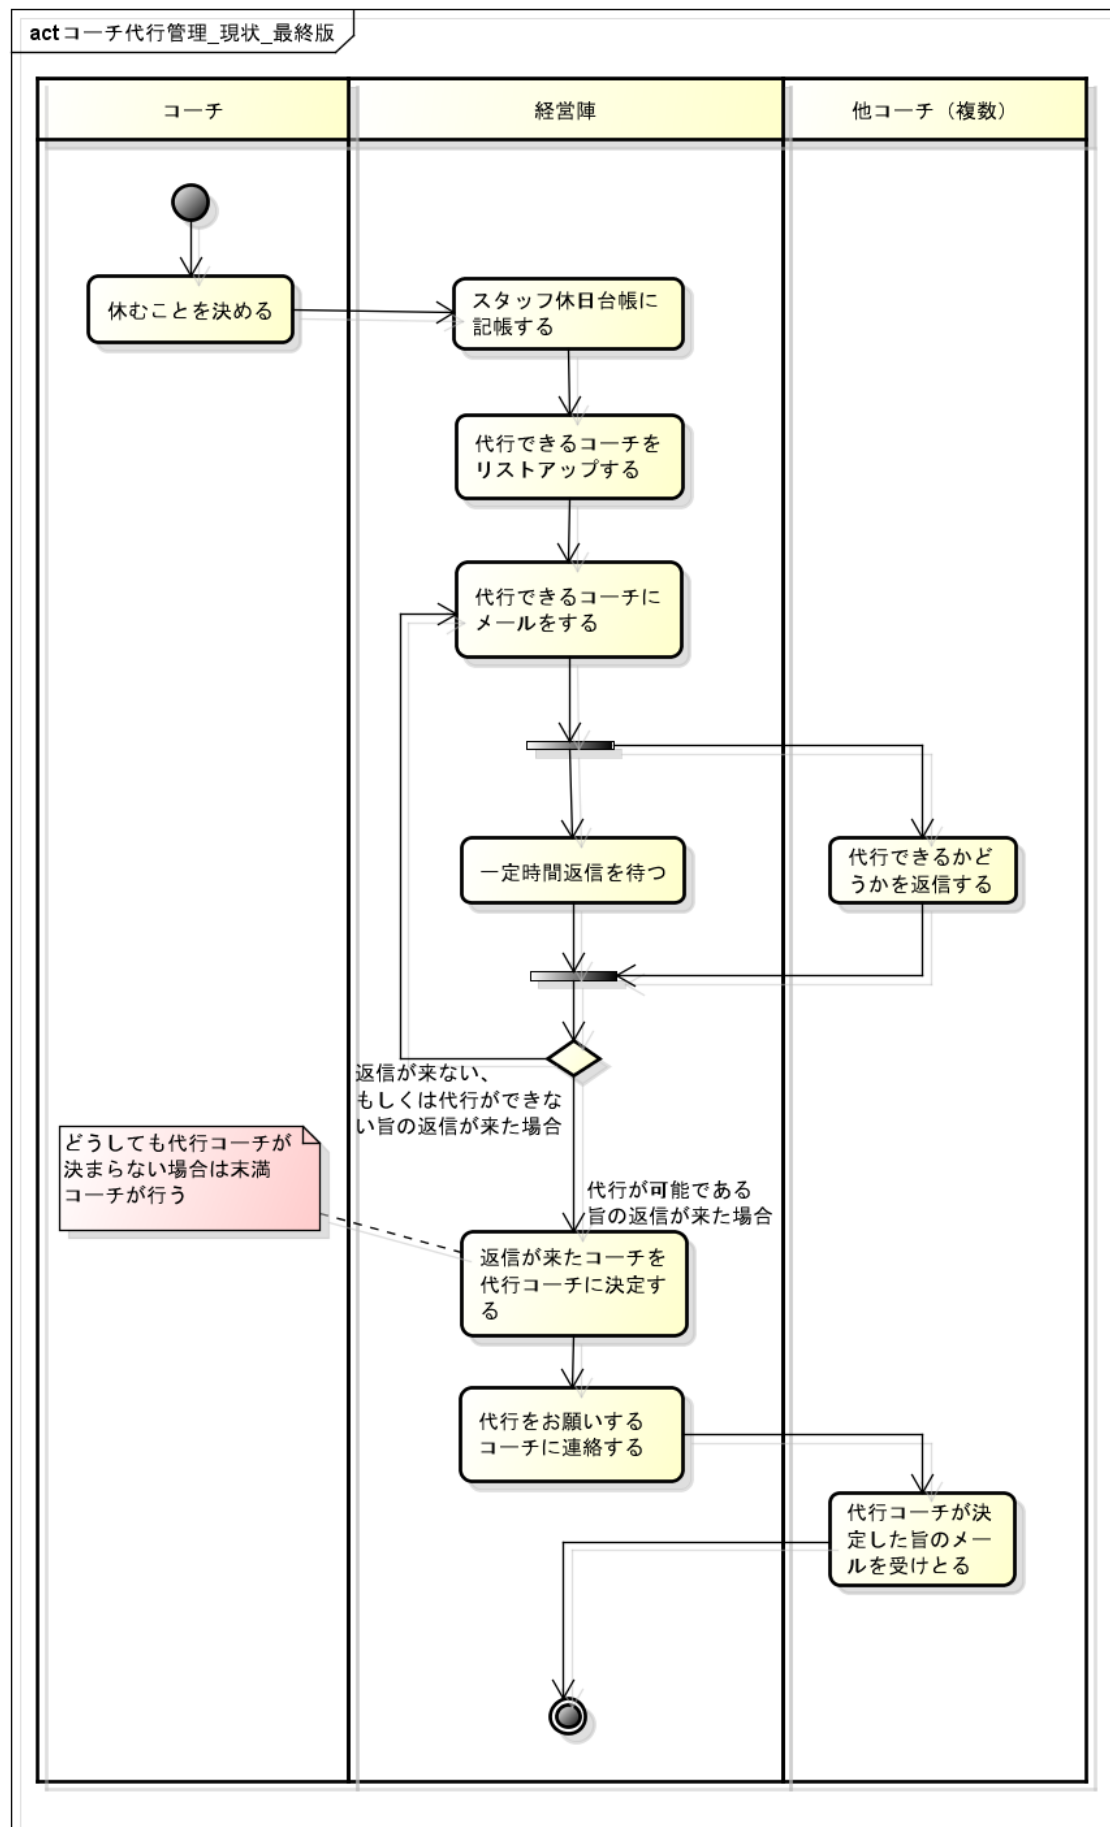 act コーチ代行管理_現状_最終版
コーチ
経営陣
他コーチ（複数）
休むことを決める
スタッフ休日台帳に
記帳する
代行できるコーチを
リストアップする
代行できるコーチに
メールをする
一定時間返信を待つ
代行できるかど
うかを返信する
返信が来ない、
もしくは代行ができな
い旨の返信が来た場合
どうしても代行コーチが
決まらない場合は末満
コーチが行う
代行が可能である
旨の返信が来た場合
返信が来たコーチを
代行コーチに決定す
る
代行をお願いする
コーチに連絡する
代行コーチが決
定した旨のメー
ルを受けとる